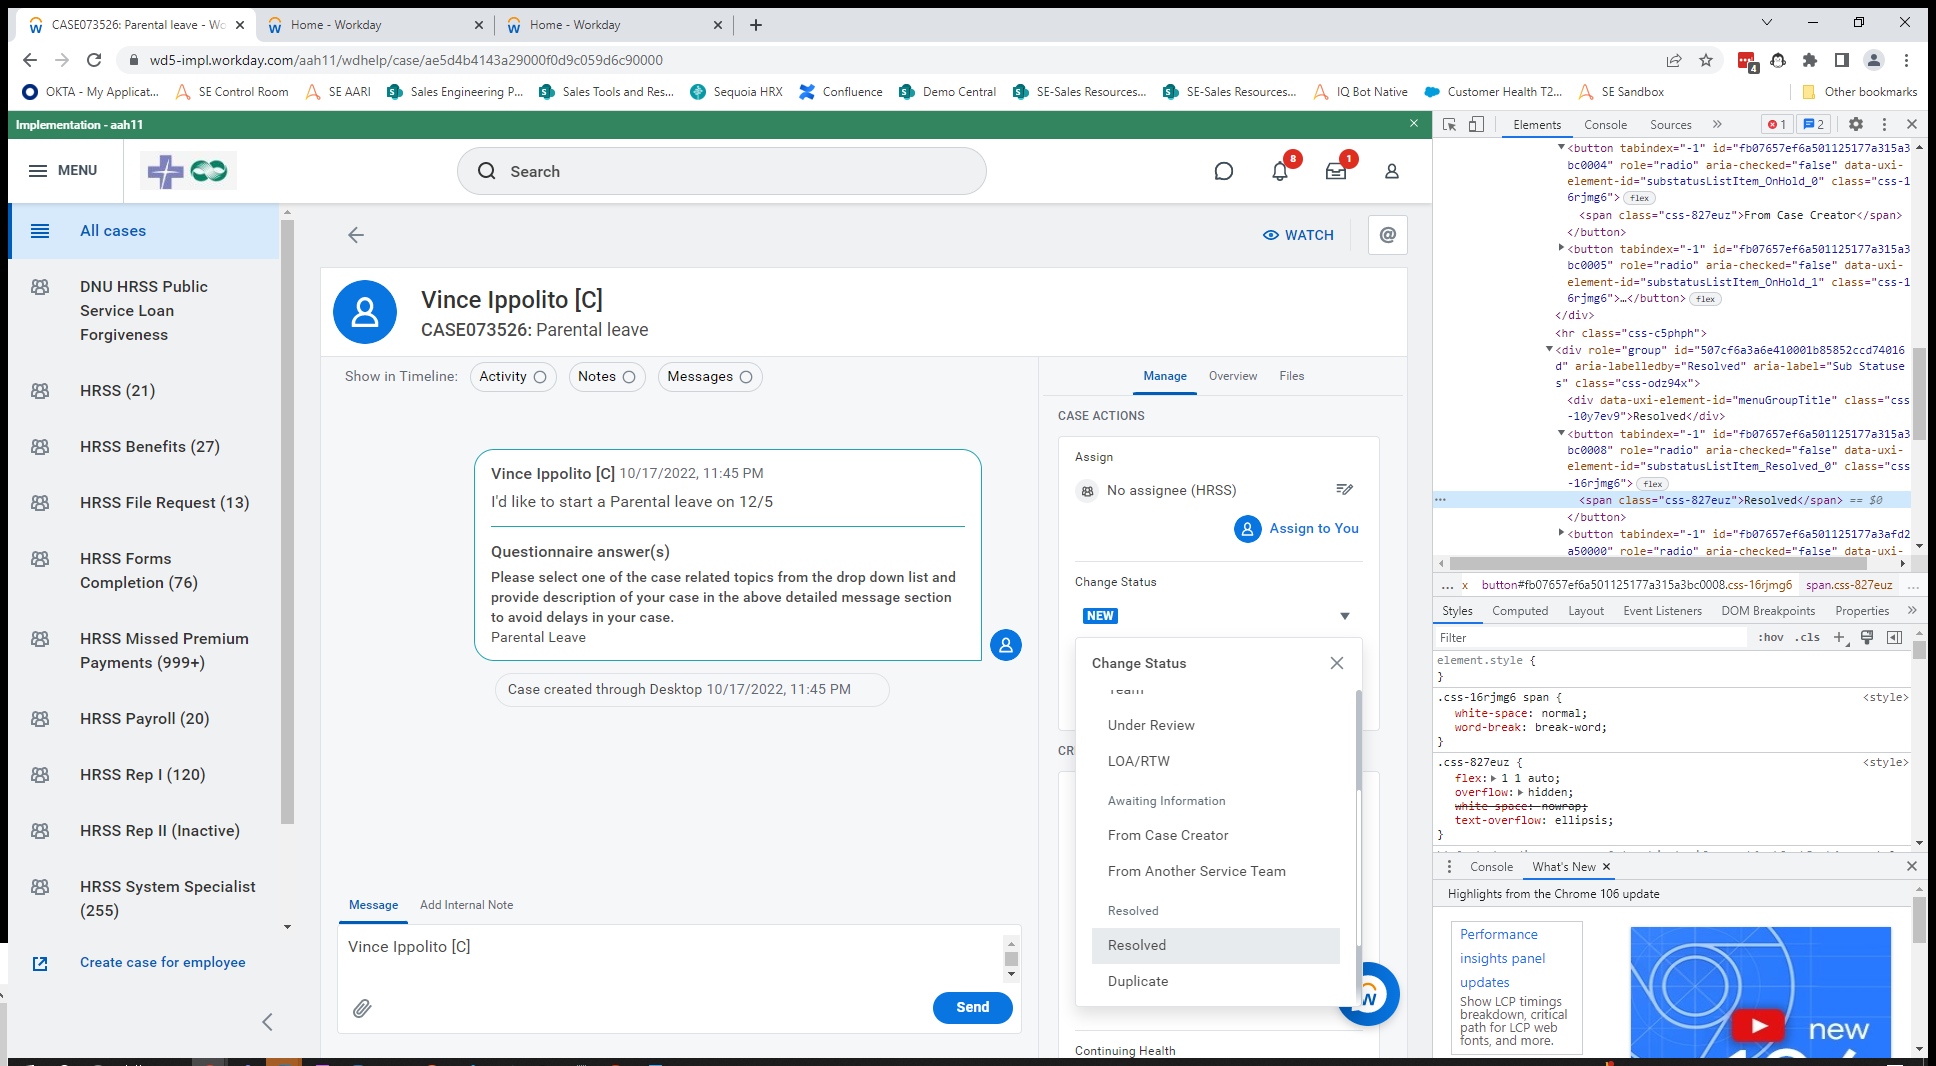 CASE073526: Parental leave - Wo
Home - Workday
Home - Workday
wd5-impl.workday.com/aah11/wdhelp/case/ae5d4b4143a29000f0d9c059d6c90000
4
OKTA - My Applicat...
SE Control Room
SE AARI
Sales Engineering P...
Sales Tools and Res...
Sequoia HRX
Confluence
Demo Central
SE-Sales Resources...
SE-Sales Resources...
IQ Bot Native
Customer Health T2...
SE Sandbox
Other bookmarks
Implementation - aah11
MENU
Search
8
1
All cases
DNU HRSS Public
Service Loan
Forgiveness
HRSS (21)
HRSS Benefits (27)
HRSS File Request (13)
HRSS Forms
Completion (76)
HRSS Missed Premium
Payments (999+)
HRSS Payroll (20)
HRSS Rep I (120)
HRSS Rep II (Inactive)
HRSS System Specialist
(255)
Create case for employee
WATCH
@
Vince Ippolito [C]
CASE073526: Parental leave
Show in Timeline:
Activity
Notes
Messages
Vince Ippolito [C] 10/17/2022, 11:45 PM
I'd like to start a Parental leave on 12/5
Questionnaire answer(s)
Please select one of the case related topics from the drop down list and
provide description of your case in the above detailed message section
to avoid delays in your case.
Parental Leave
Case created through Desktop 10/17/2022, 11:45 PM
Message
Add Internal Note
Vince Ippolito [C]
Send
Manage
Overview
Files
CASE ACTIONS
Assign
No assignee (HRSS)
Assign to You
Change Status
NEW
CR
Change Status
Team
Under Review
LOA/RTW
Awaiting Information
From Case Creator
From Another Service Team
Resolved
Resolved
Duplicate
Continuing Health
Elements
Console
Sources
»
1
2
<button tabindex="-1" id="fb07657ef6a501125177a315a3
bc0004" role="radio" aria-checked="false" data-uxi-
element-id="substatusListItem_OnHold_0" class="css-1
6rjmg6"> flex
<span class="css-827euz">From Case Creator</span>
</button>
<button tabindex="-1" id="fb07657ef6a501125177a315a3
bc0005" role="radio" aria-checked="false" data-uxi-
element-id="substatusListItem_OnHold_1" class="css-1
6rjmg6">…</button> flex
</div>
<hr class="css-c5phph">
<div role="group" id="507cf6a3a6e410001b85852ccd74016
d" aria-labelledby="Resolved" aria-label="Sub Statuse
s" class="css-odz94x">
<div data-uxi-element-id="menuGroupTitle" class="css
-10y7ev9">Resolved</div>
<button tabindex="-1" id="fb07657ef6a501125177a315a3
bc0008" role="radio" aria-checked="false" data-uxi-
element-id="substatusListItem_Resolved_0" class="css
-16rjmg6"> flex
<span class="css-827euz">Resolved</span> == $0
</button>
<button tabindex="-1" id="fb07657ef6a501125177a3afd2
a50000" role="radio" aria-checked="false" data-uxi-
... x button#fb07657ef6a501125177a315a3bc0008.css-16rjmg6 span.css-827euz ...
Styles
Computed
Layout
Event Listeners
DOM Breakpoints
Properties
»
Filter
:hov
.cls
element.style {
}
.css-16rjmg6 span {
<style>
white-space: normal;
word-break: break-word;
}
.css-827euz {
<style>
flex: 1 1 auto;
overflow: hidden;
white-space: nowrap;
text-overflow: ellipsis;
}
Console
What's New
Highlights from the Chrome 106 update
Performance
insights panel
updates
Show LCP timings
breakdown, critical
path for LCP web
fonts, and more.
new